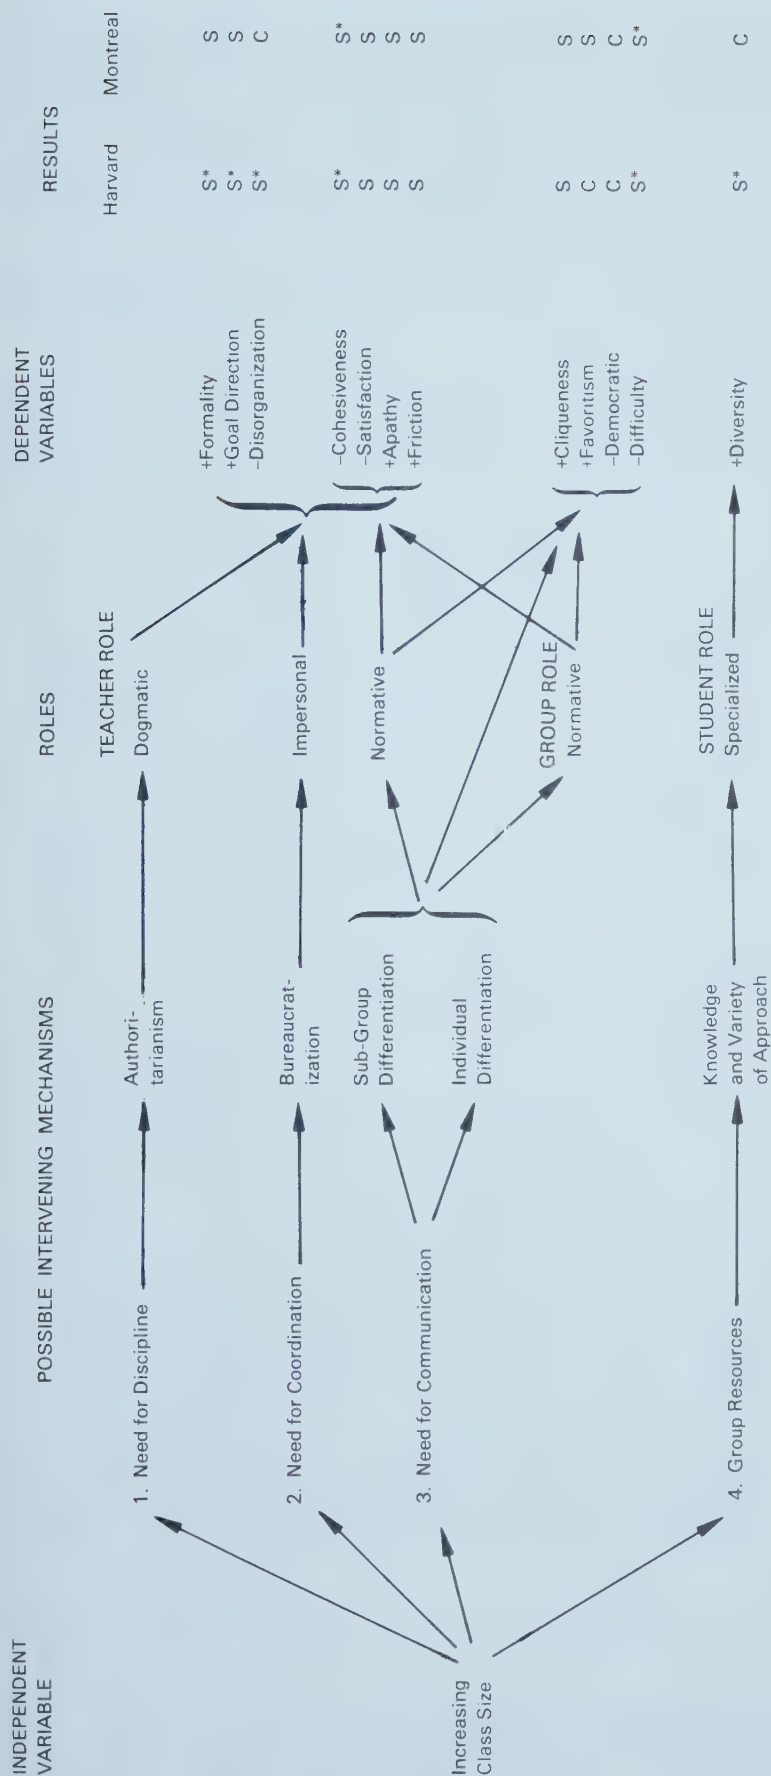 INDEPENDENT
VARIABLE
POSSIBLE INTERVENING MECHANISMS
ROLES
DEPENDENT
VARIABLES
RESULTS
Harvard Montreal
Increasing
Class Size
1. Need for Discipline
Authori-
tarianism
TEACHER ROLE
Dogmatic
+Formality S* S
+Goal Direction S* S
–Disorganization S* C
2. Need for Coordination
Bureaucrat-
ization
Impersonal
–Cohesiveness S* S*
–Satisfaction S S
+Apathy S S
+Friction S S
3. Need for Communication
Sub-Group
Differentiation
Individual
Differentiation
Normative
GROUP ROLE
Normative
+Cliqueness S S
+Favoritism C S
–Democratic C C
–Difficulty S* S*
4. Group Resources
Knowledge
and Variety
of Approach
STUDENT ROLE
Specialized
+Diversity S* C